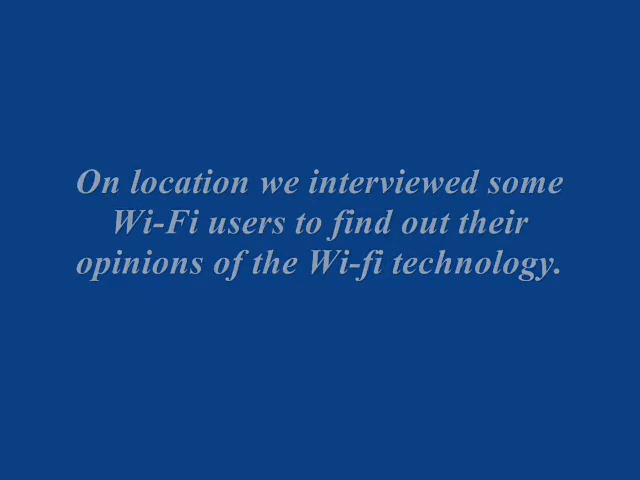 On location we interviewed some
Wi-Fi users to find out their
opinions of the Wi-fi technology.